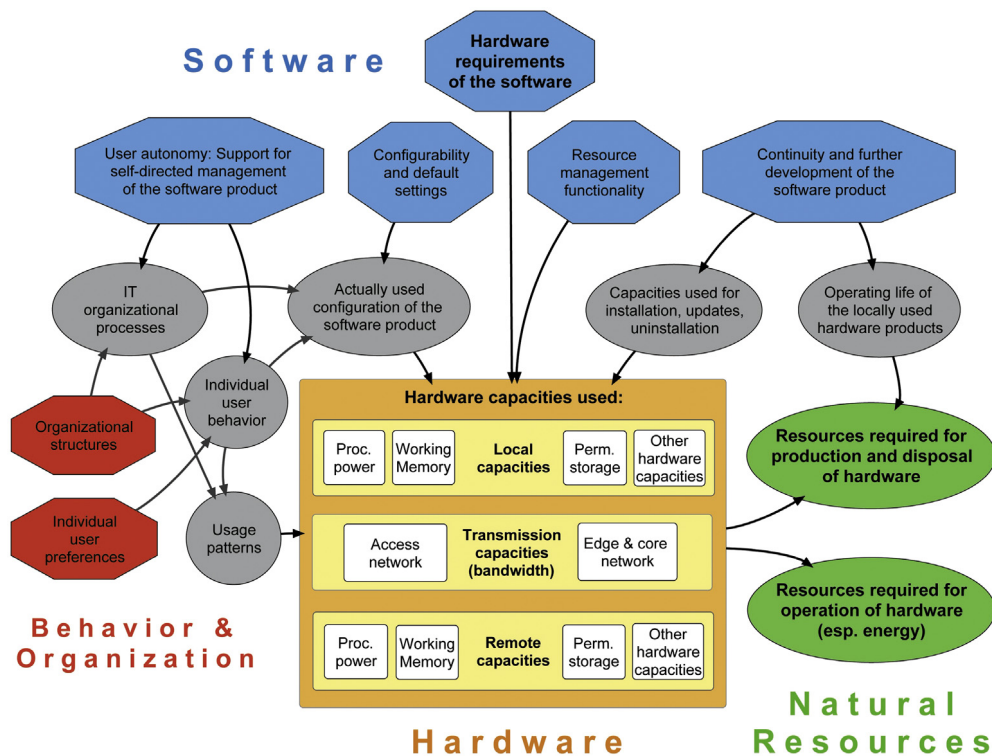 Software
Hardware
requirements
of the software
User autonomy: Support for
self-directed management
of the software product
Configurability
and default
settings
Resource
management
functionality
Continuity and further
development of the
software product
IT
organizational
processes
Actually used
configuration of the
software product
Capacities used for
installation, updates,
uninstallation
Operating life of
the locally used
hardware products
Individual
user
behavior
Organizational
structures
Individual
user
preferences
Usage
patterns
Behavior &
Organization
Hardware capacities used:
Proc.
power
Working
Memory
Local
capacities
Perm.
storage
Other
hardware
capacities
Access
network
Transmission
capacities
(bandwidth)
Edge & core
network
Proc.
power
Working
Memory
Remote
capacities
Perm.
storage
Other
hardware
capacities
Hardware
Resources required for
production and disposal
of hardware
Resources required for
operation of hardware
(esp. energy)
Natural
Resources